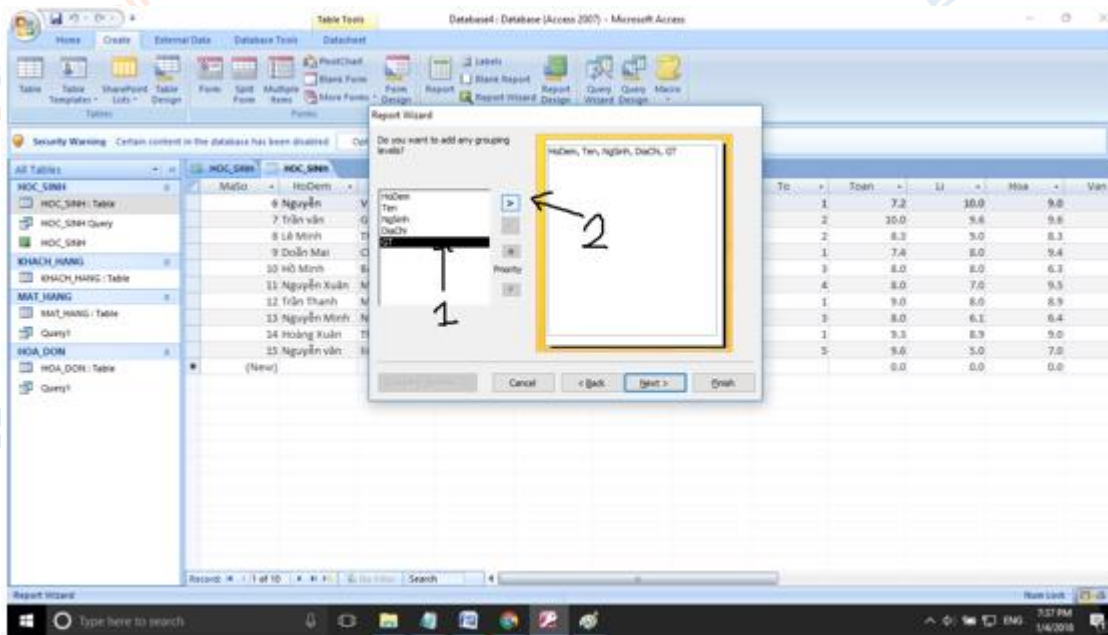 Table Tools
Database4 : Database (Access 2007) - Microsoft Access
Home Create External Data Database Tools Datasheet
Table Table Templates SharePoint Lists Table Design
Tables
Form Split Form Multiple Items PivotChart Blank Form More Forms Form Design
Forms
Report Labels Blank Report Report Wizard Report Design
Query Wizard Query Design Macro
Security Warning Certain content in the database has been disabled
All Tables
HOC_SINH
HOC_SINH : Table
HOC_SINH Query
HOC_SINH
KHACH_HANG
KHACH_HANG : Table
MAT_HANG
MAT_HANG : Table
Query1
HOA_DON
HOA_DON : Table
Query1
HOC_SINH HOC_SINH
MaSo HoDem To Toan Li Hoa Van
6 Nguyễn V 1 7.2 10.0 9.0
7 Trần văn G 2 10.0 9.6 9.6
8 Lê Minh 2 8.3 9.0 8.3
9 Doãn Mai 1 7.4 8.0 9.4
10 Hồ Minh 3 8.0 8.0 6.3
11 Nguyễn Xuân 4 8.0 7.0 9.5
12 Trần Thanh 1 9.0 8.0 8.9
13 Nguyễn Minh 3 8.0 6.1 6.4
14 Hoàng Xuân 1 9.3 8.9 9.0
15 Nguyễn văn 5 9.6 5.0 7.0
(New) 0.0 0.0 0.0
Report Wizard
Do you want to add any grouping levels?
HoDem
Ten
NgSinh
DiaChi
GT
>
Priority
HoDem, Ten, NgSinh, DiaChi, GT
1
2
Cancel < Back Next > Finish
Record: 1 of 10 Search
Report Wizard
Num Lock
Type here to search
ENG
7:37 PM
1/4/2018